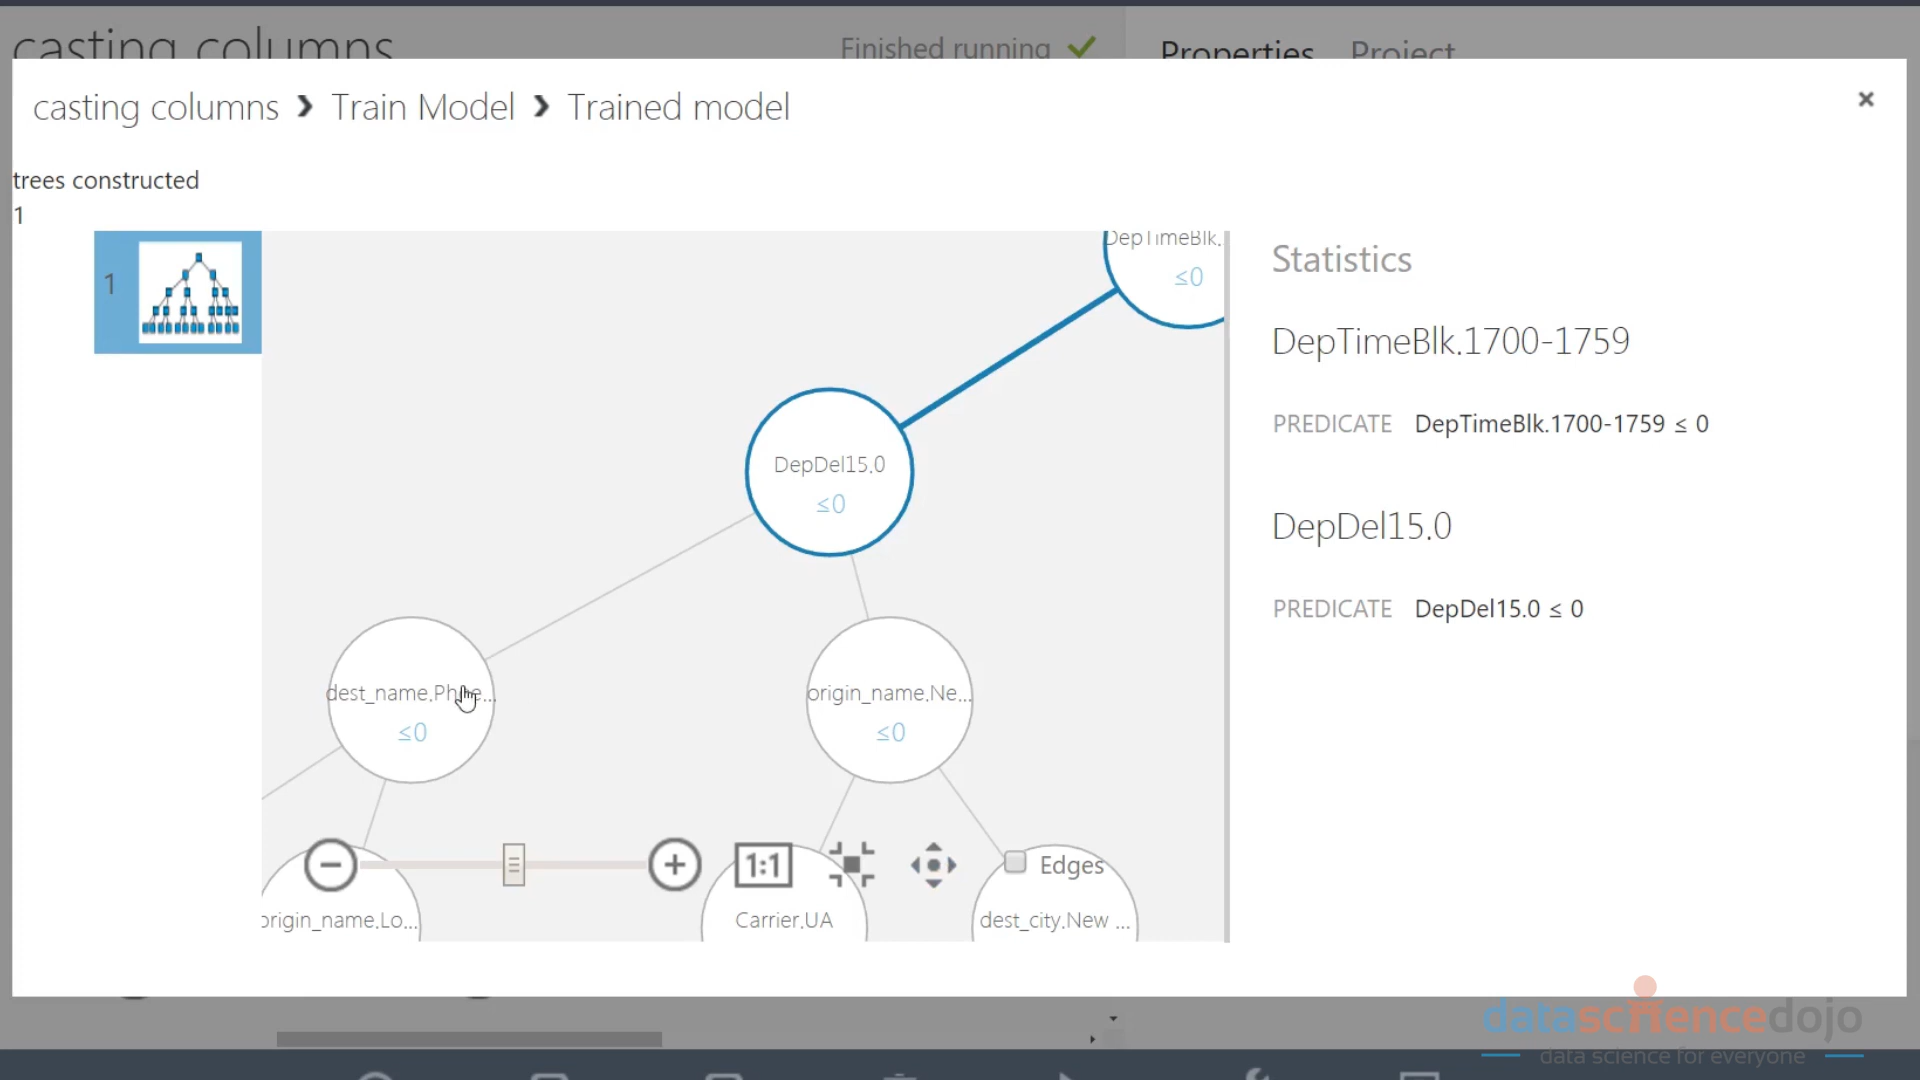 casting columns
Finished running
Properties Project
casting columns > Train Model > Trained model
trees constructed
1
1
DepTimeBlk.
≤0
DepDel15.0
≤0
dest_name.Ph
e...
≤0
origin_name.Ne...
≤0
1:1
Edges
origin_name.Lo...
Carrier.UA
dest_city.New ...
Statistics
DepTimeBlk.1700-1759
PREDICATE DepTimeBlk.1700-1759 ≤ 0
DepDel15.0
PREDICATE DepDel15.0 ≤ 0
datasciencedojo
data science for everyone